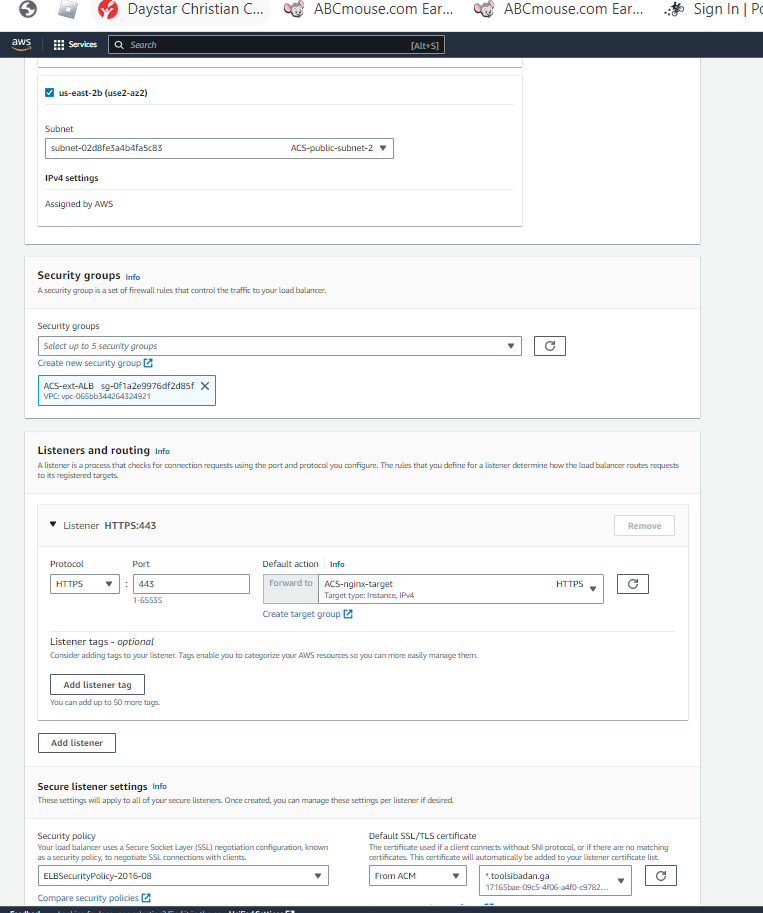 Daystar Christian C... ABCmouse.com Ear... ABCmouse.com Ear... Sign In | Po
aws Services Search [Alt+S]
us-east-2b (use2-az2)
Subnet
subnet-02d8fe3a4b4fa5c83 ACS-public-subnet-2
IPv4 settings
Assigned by AWS
Security groups Info
A security group is a set of firewall rules that control the traffic to your load balancer.
Security groups
Select up to 5 security groups
Create new security group
ACS-ext-ALB sg-0f1a2e9976df2d85f
VPC: vpc-065bb344264324921
Listeners and routing Info
A listener is a process that checks for connection requests using the port and protocol you configure. The rules that you define for a listener determine how the load balancer routes requests
to its registered targets.
Listener HTTPS:443
Remove
Protocol Port Default action Info
HTTPS : 443 Forward to ACS-nginx-target HTTPS
Target type: Instance, IPv4
1-65535
Create target group
Listener tags - optional
Consider adding tags to your listener. Tags enable you to categorize your AWS resources so you can more easily manage them.
Add listener tag
You can add up to 50 more tags.
Add listener
Secure listener settings Info
These settings will apply to all of your secure listeners. Once created, you can manage these settings per listener if desired.
Security policy
Your load balancer uses a Secure Socket Layer (SSL) negotiation configuration, known
as a security policy, to negotiate SSL connections with clients.
ELBSecurityPolicy-2016-08
Compare security policies
Default SSL/TLS certificate
The certificate used if a client connects without SNI protocol, or if there are no matching
certificates. This certificate will automatically be added to your listener certificate list.
From ACM *.toolsibadan.ga
17165bae-09c5-4f06-a4f0-c9782...